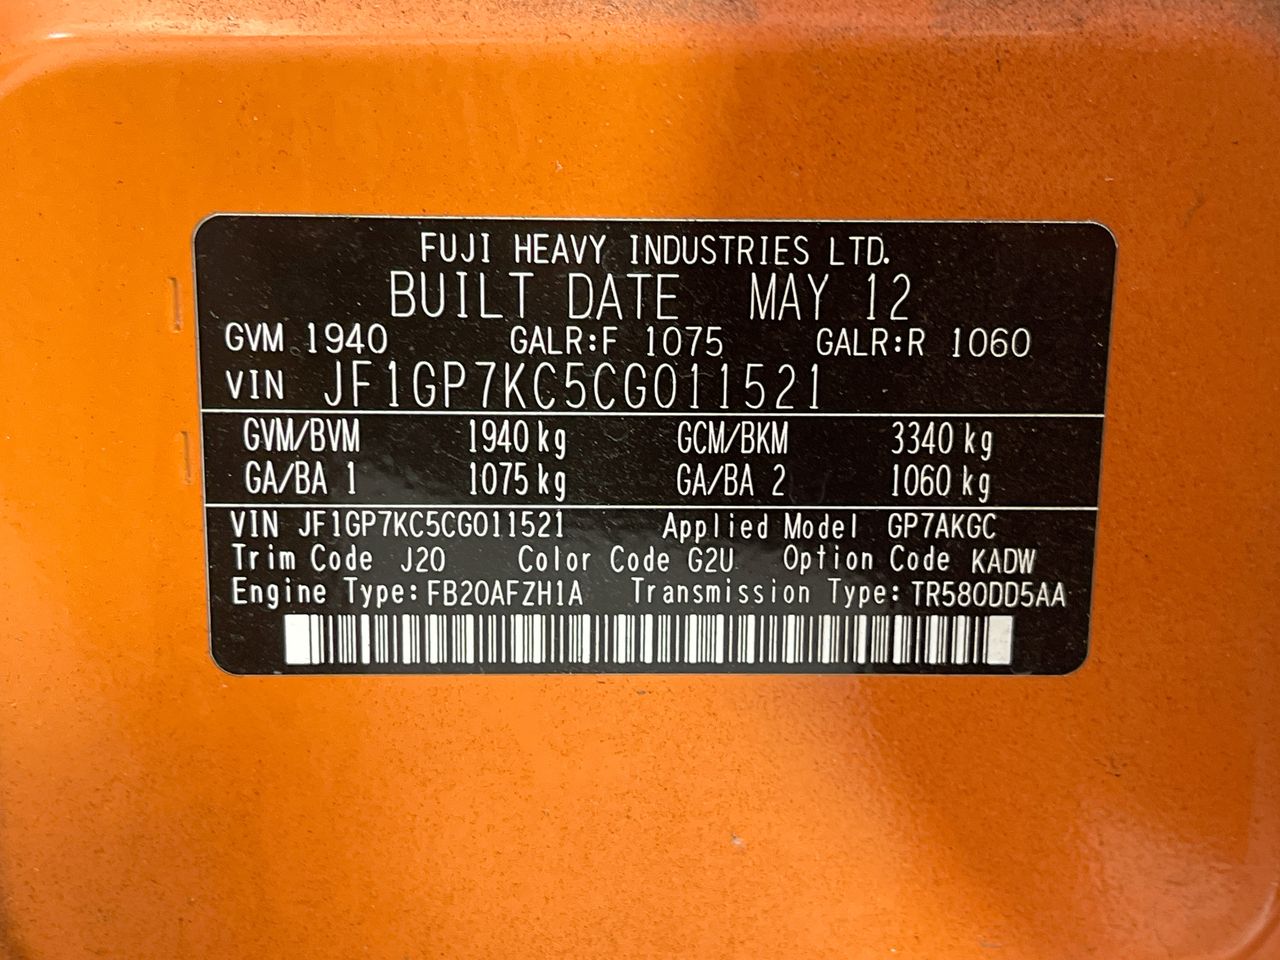 FUJI HEAVY INDUSTRIES LTD.
BUILT DATE MAY 12
GVM 1940 GALR:F 1075 GALR:R 1060
VIN JF1GP7KC5CG011521
GVM/BVM 1940 kg GCM/BKM 3340 kg
GA/BA 1 1075 kg GA/BA 2 1060 kg
VIN JF1GP7KC5CG011521 Applied Model GP7AKGC
Trim Code J20 Color Code G2U Option Code KADW
Engine Type: FB20AFZH1A Transmission Type: TR580DD5AA